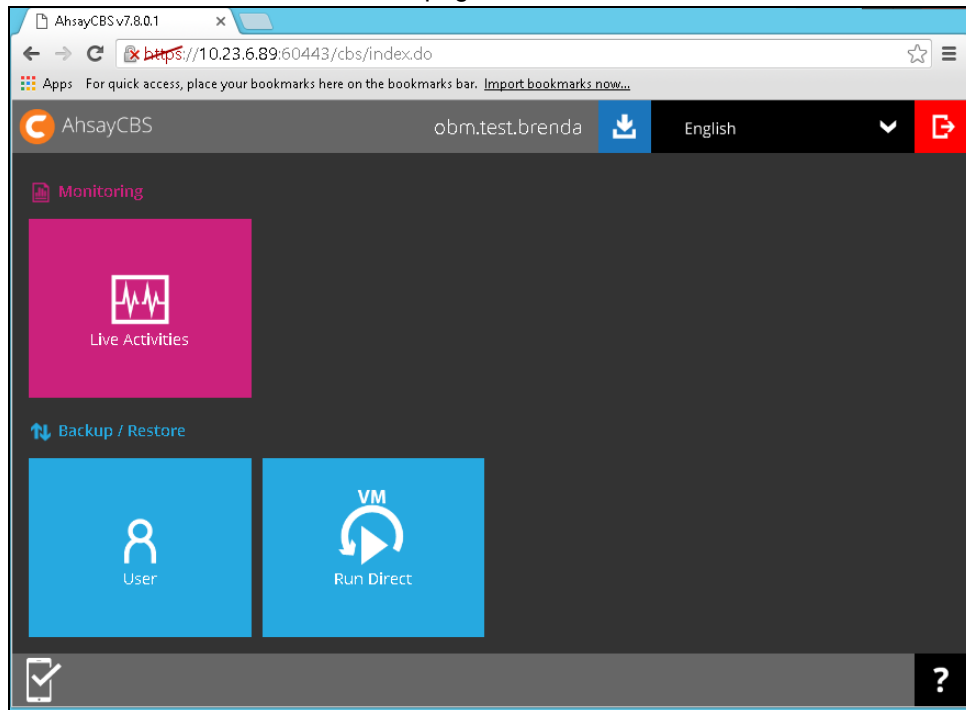 pag
AhsayCBS v7.8.0.1
https://10.23.6.89:60443/cbs/index.do
Apps For quick access, place your bookmarks here on the bookmarks bar. Import bookmarks now...
AhsayCBS obm.test.brenda English
Monitoring
Live Activities
Backup / Restore
User
VM
Run Direct
?